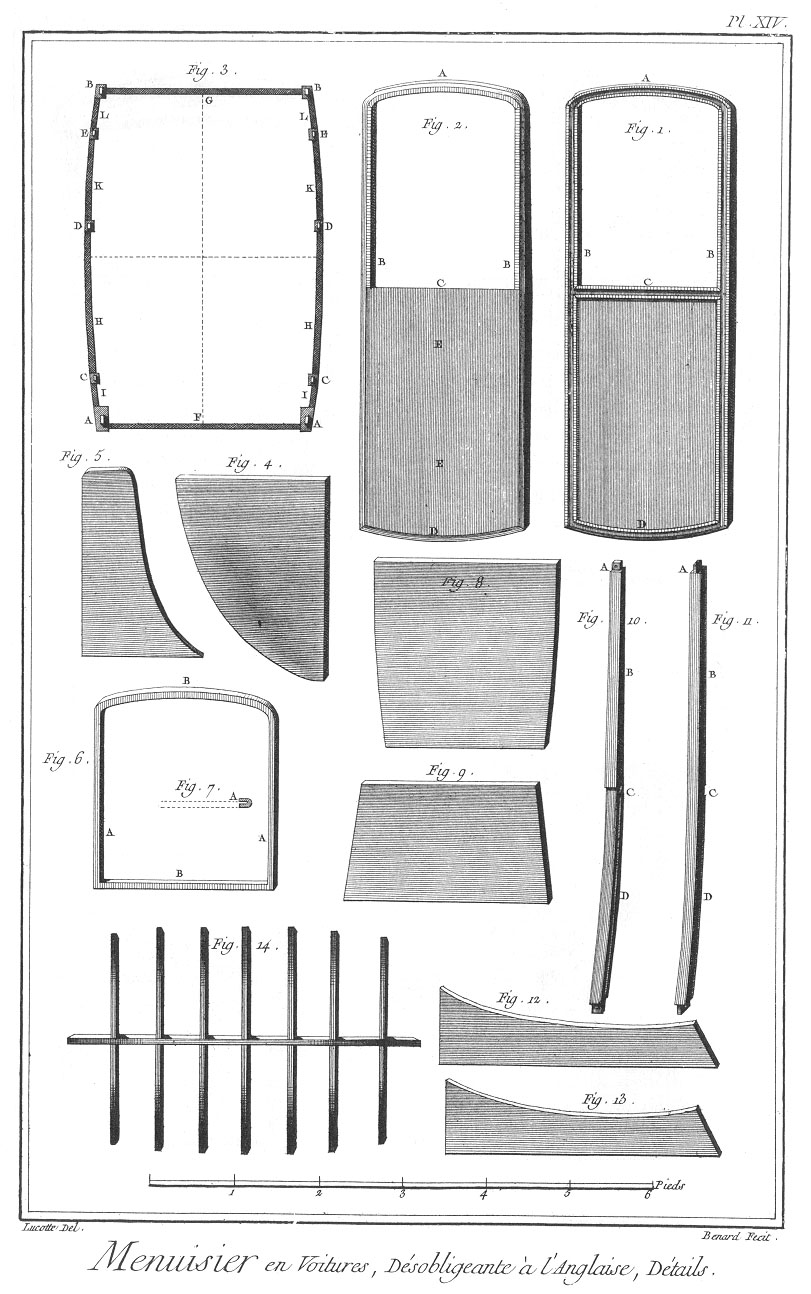 Pl. XIV.
Fig. 3.
B
B
G
L
L
E
E
K
K
D
D
H
H
C
C
I
I
F
A
A
A
Fig. 2.
B
B
C
E
E
D
A
Fig. 1.
B
B
C
D
Fig. 5.
Fig. 4.
Fig. 8.
A
Fig. 10.
B
C
D
A
Fig. 11.
B
C
D
B
Fig. 6.
Fig. 7.
A
A
A
B
Fig. 9.
Fig. 14.
Fig. 12.
Fig. 13.
1 2 3 4 5 6 Pieds
Lucotte Del.
Benard Fecit.
Menuisier en Voitures, Désobligeante à l'Anglaise, Détails.